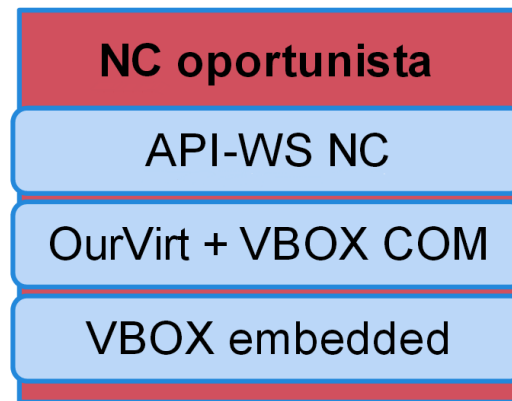 NC oportunista
API-WS NC
OurVirt + VBOX COM
VBOX embedded